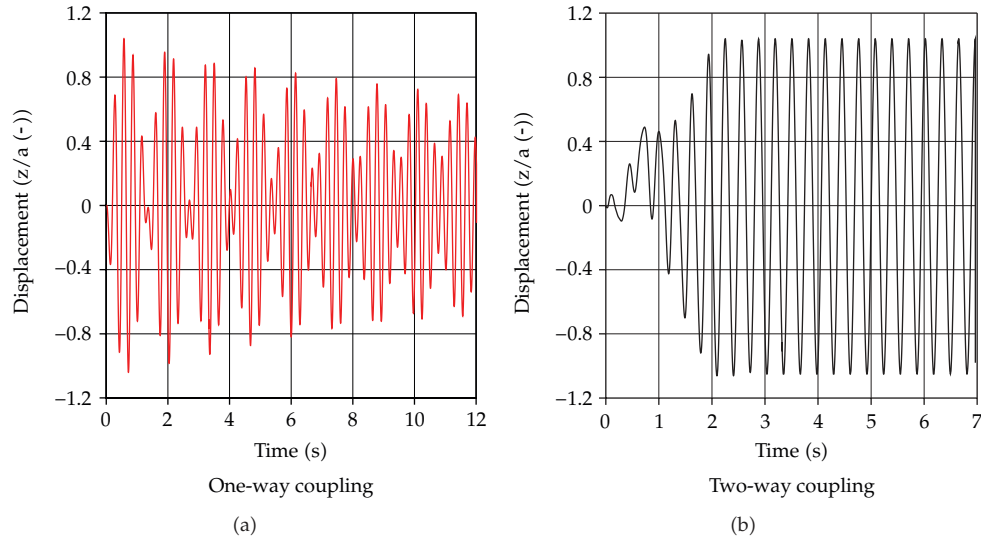 1.2
0.8
0.4
0
−0.4
−0.8
−1.2
Displacement (z/a (-))
0 2 4 6 8 10 12
Time (s)
One-way coupling
(a)
1.2
0.8
0.4
0
−0.4
−0.8
−1.2
Displacement (z/a (-))
0 1 2 3 4 5 6 7
Time (s)
Two-way coupling
(b)